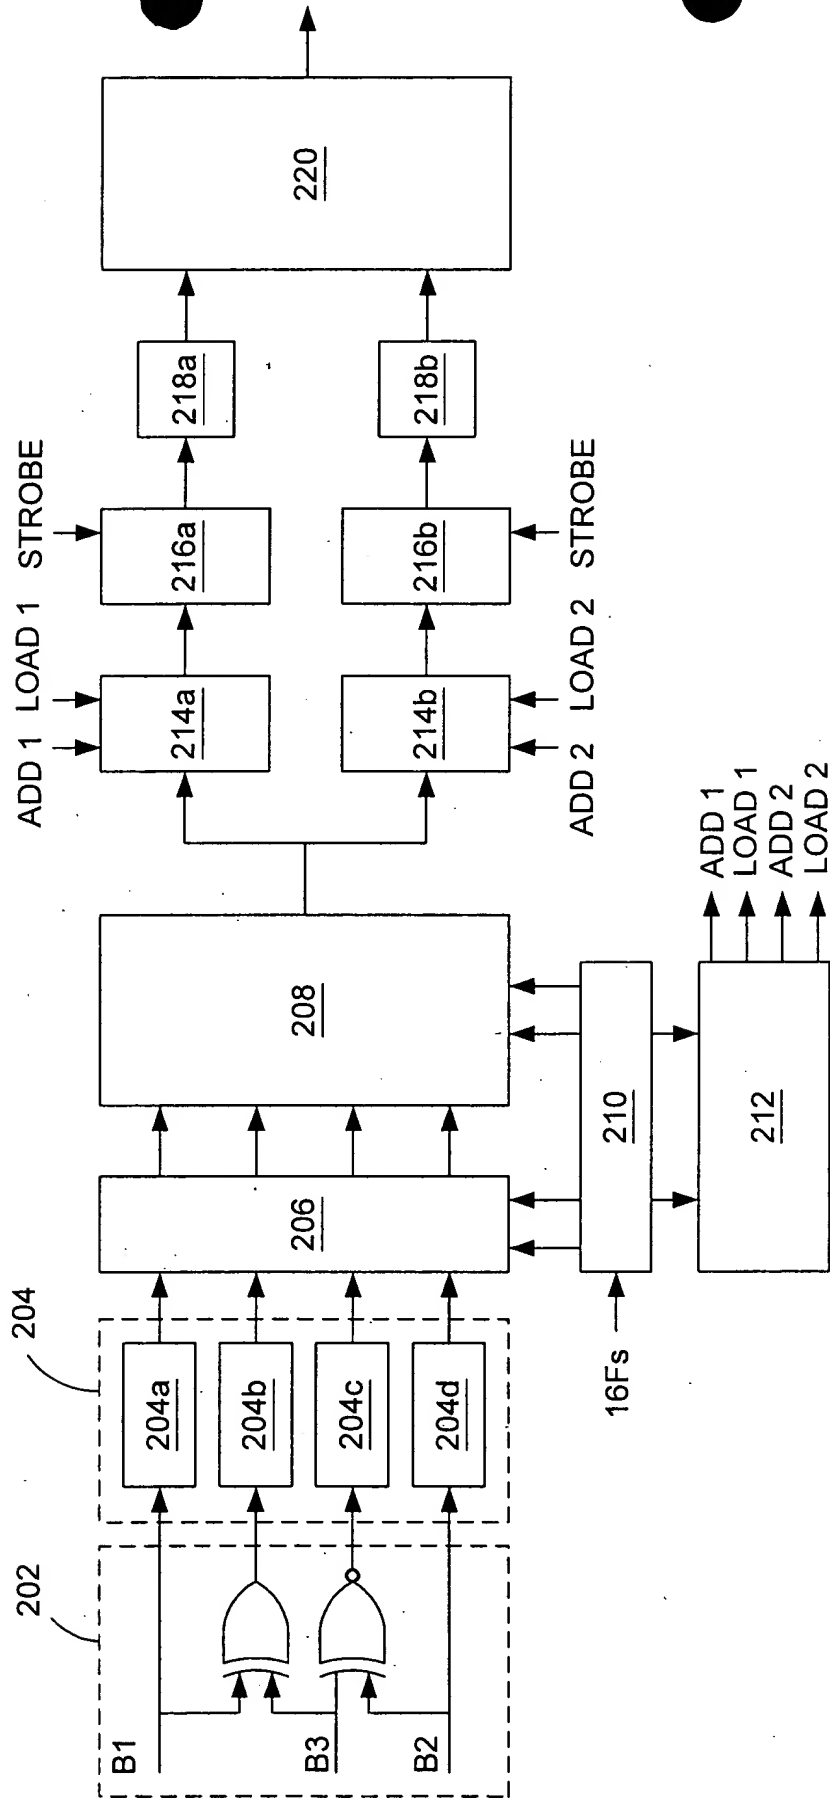 202
204
B1
B3
B2
204a
204b
204c
204d
206
208
16Fs
210
212
ADD 1
LOAD 1
ADD 2
LOAD 2
ADD 1
LOAD 1
STROBE
214a
216a
218a
214b
216b
218b
ADD 2
LOAD 2
STROBE
220